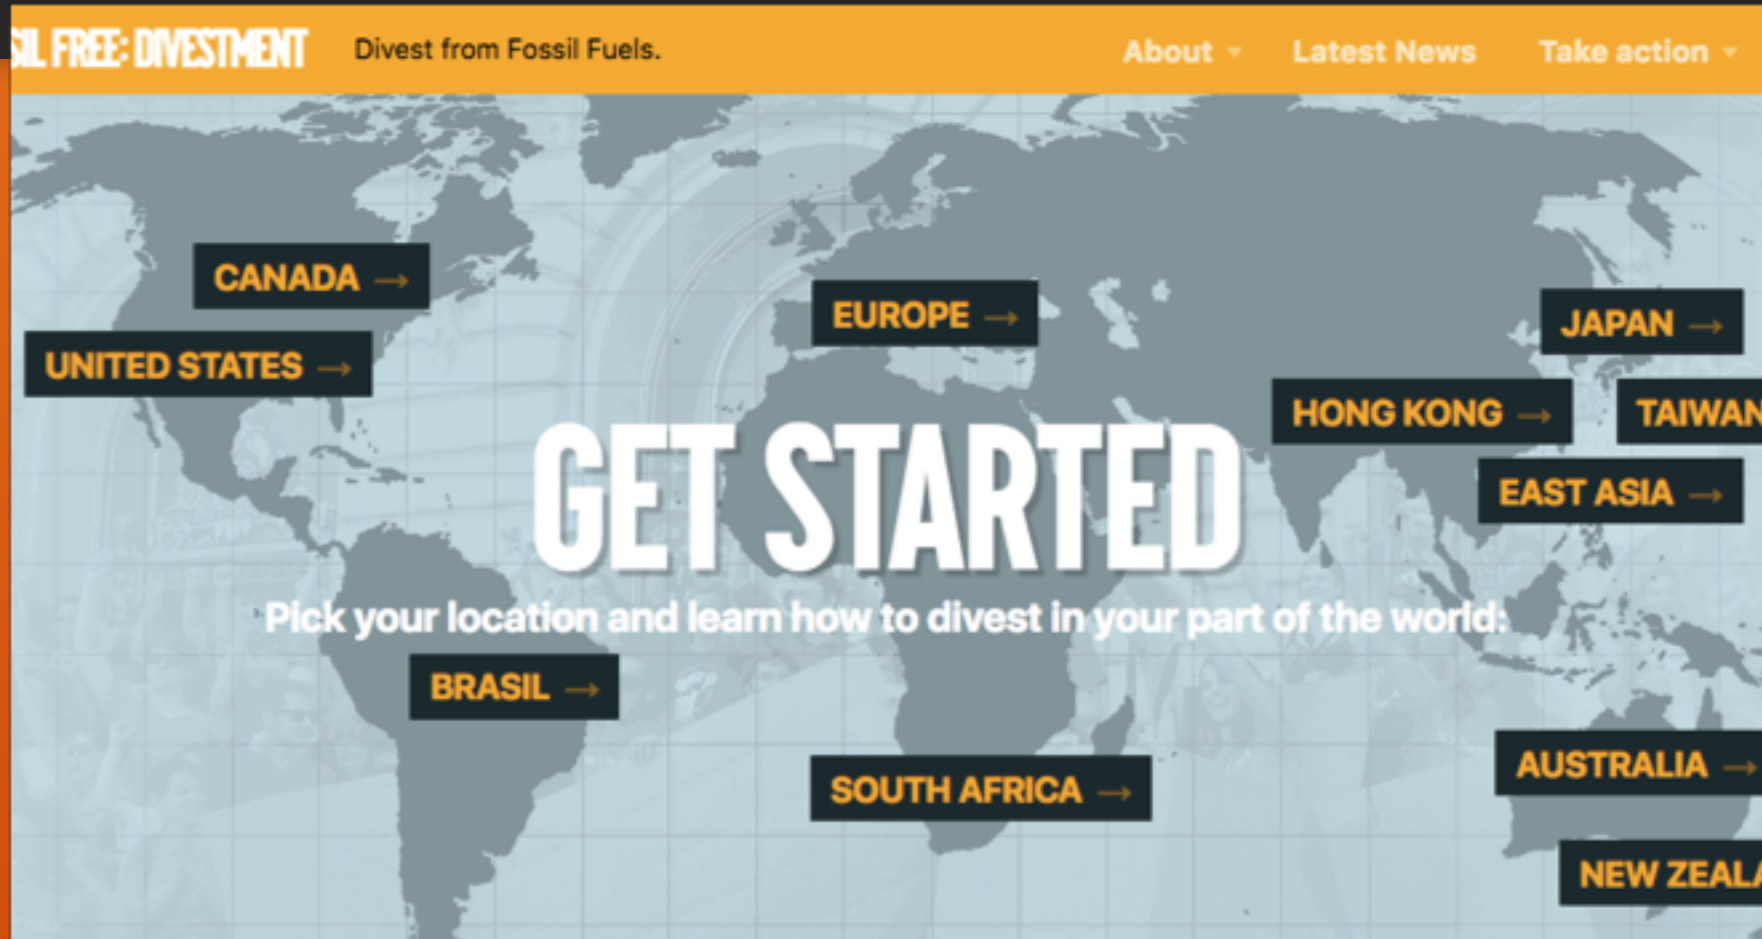 SIL FREE: DIVESTMENT
Divest from Fossil Fuels.
About
Latest News
Take action
CANADA →
EUROPE →
JAPAN →
UNITED STATES →
HONG KONG →
TAIWAN
GET STARTED
EAST ASIA →
Pick your location and learn how to divest in your part of the world:
BRASIL →
AUSTRALIA →
SOUTH AFRICA →
NEW ZEALA